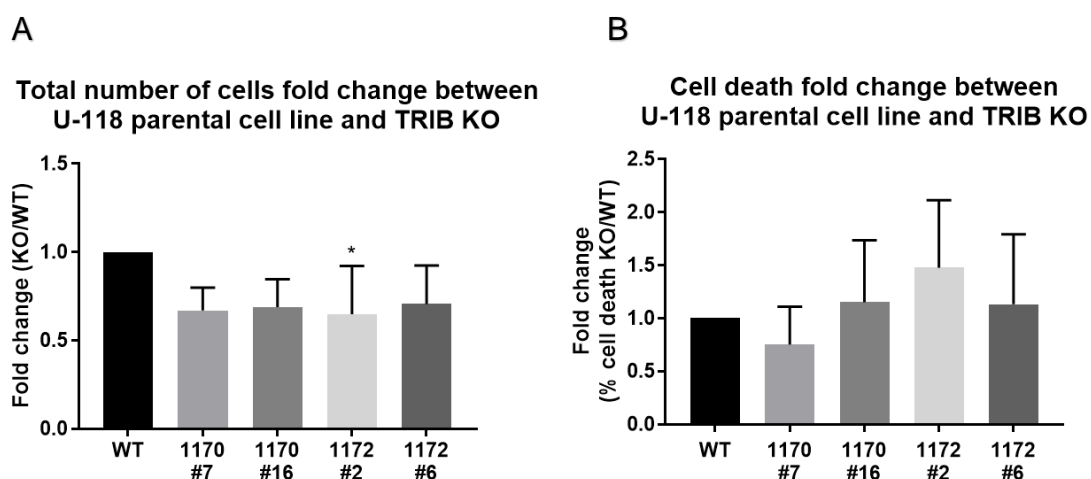 A
Total number of cells fold change between
U-118 parental cell line and TRIB KO
Fold change (KO/WT)
1.5
1.0
0.5
0.0
*
WT
1170
#7
1170
#16
1172
#2
1172
#6
B
Cell death fold change between
U-118 parental cell line and TRIB KO
Fold change
(% cell death KO/WT)
2.5
2.0
1.5
1.0
0.5
0.0
WT
1170
#7
1170
#16
1172
#2
1172
#6